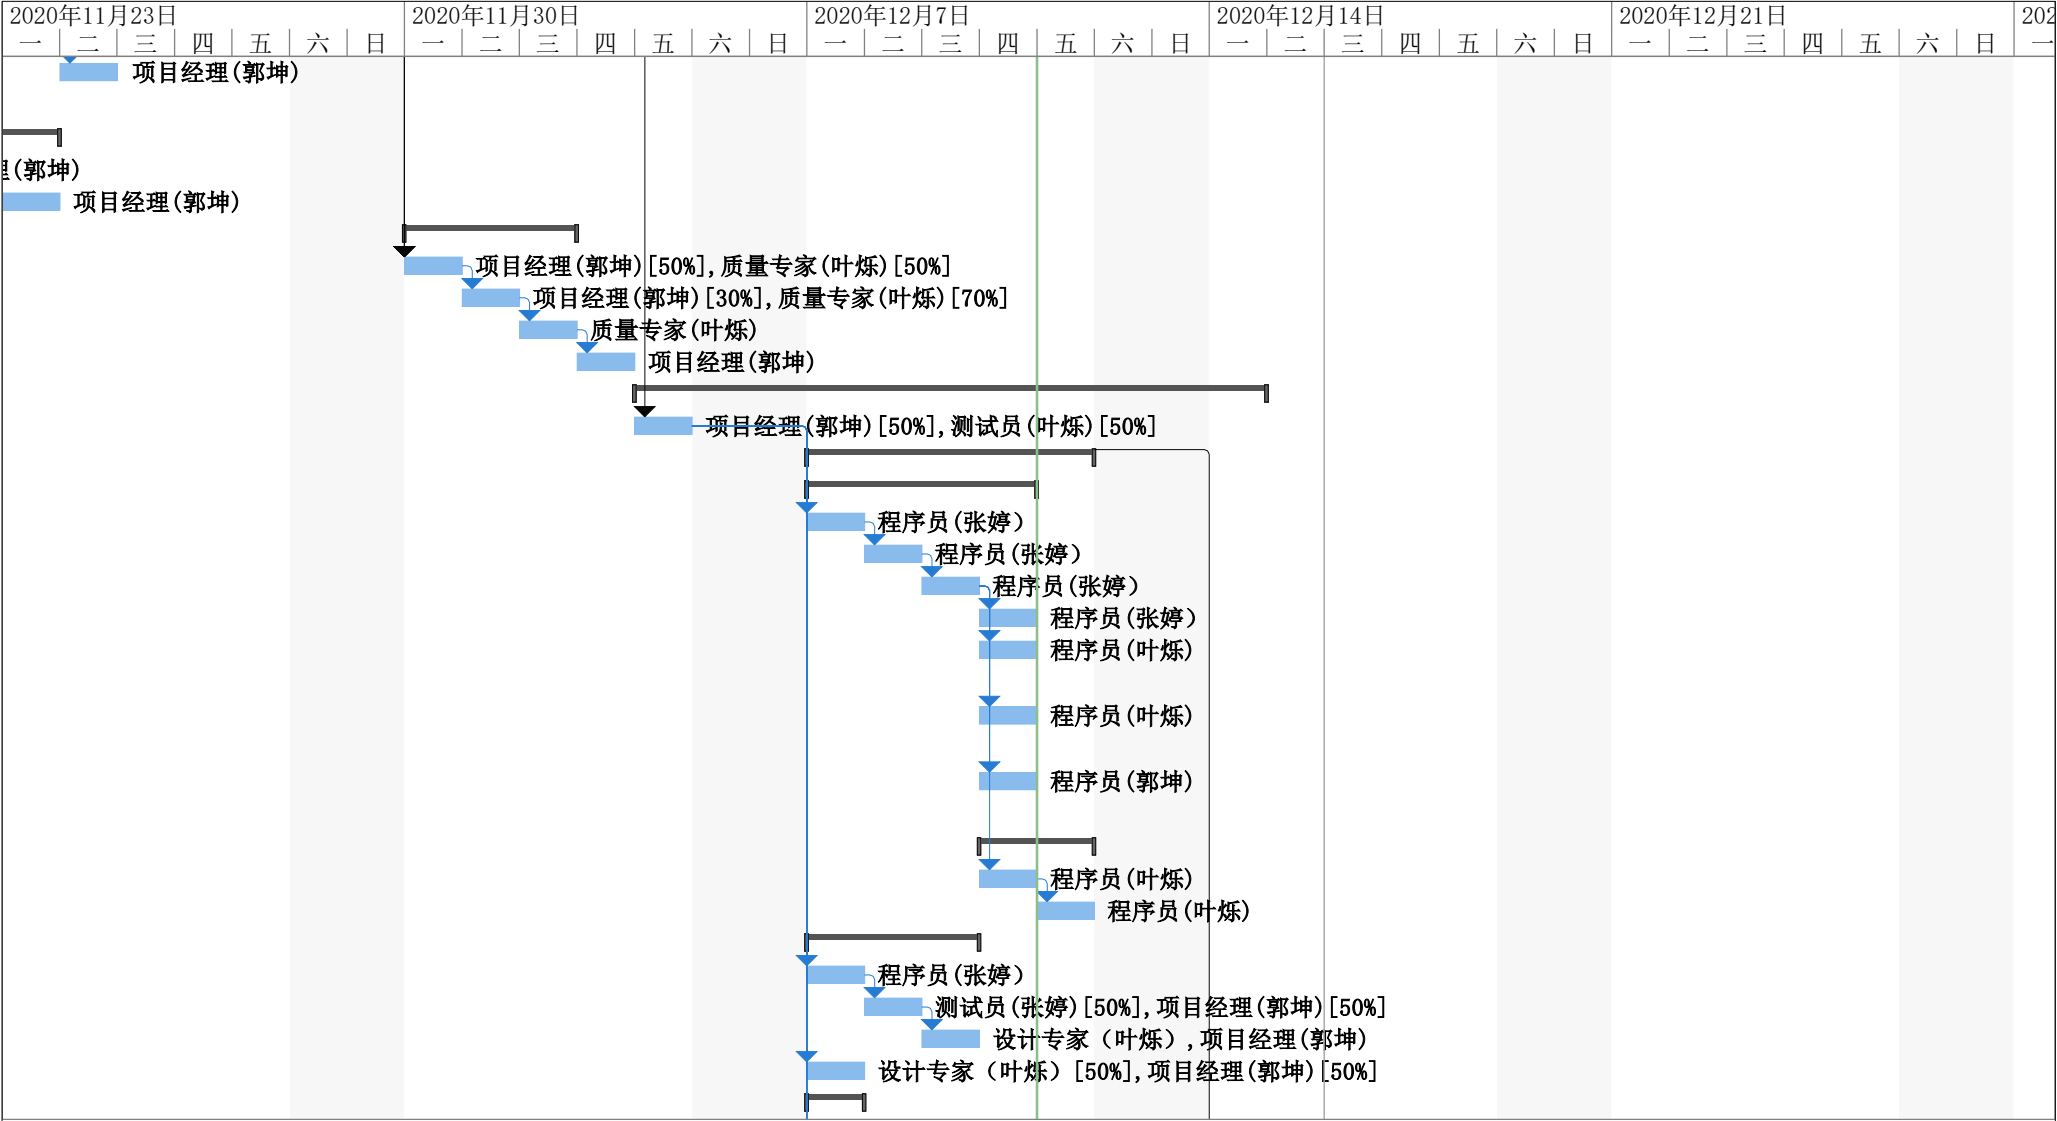 2020年11月23日 2020年11月30日 2020年12月7日 2020年12月14日 2020年12月21日 202
一 二 三 四 五 六 日 一 二 三 四 五 六 日 一 二 三 四 五 六 日 一 二 三 四 五 六 日 一 二 三 四 五 六 日 一
项目经理(郭坤)
理(郭坤)
项目经理(郭坤)
项目经理(郭坤)[50%],质量专家(叶烁)[50%]
项目经理(郭坤)[30%],质量专家(叶烁)[70%]
质量专家(叶烁)
项目经理(郭坤)
项目经理(郭坤)[50%],测试员(叶烁)[50%]
程序员(张婷）
程序员(张婷）
程序员(张婷）
程序员(张婷）
程序员(叶烁)
程序员(叶烁)
程序员(郭坤)
程序员(叶烁)
程序员(叶烁)
程序员(张婷）
测试员(张婷)[50%],项目经理(郭坤)[50%]
设计专家（叶烁）,项目经理(郭坤)
设计专家（叶烁）[50%],项目经理(郭坤)[50%]